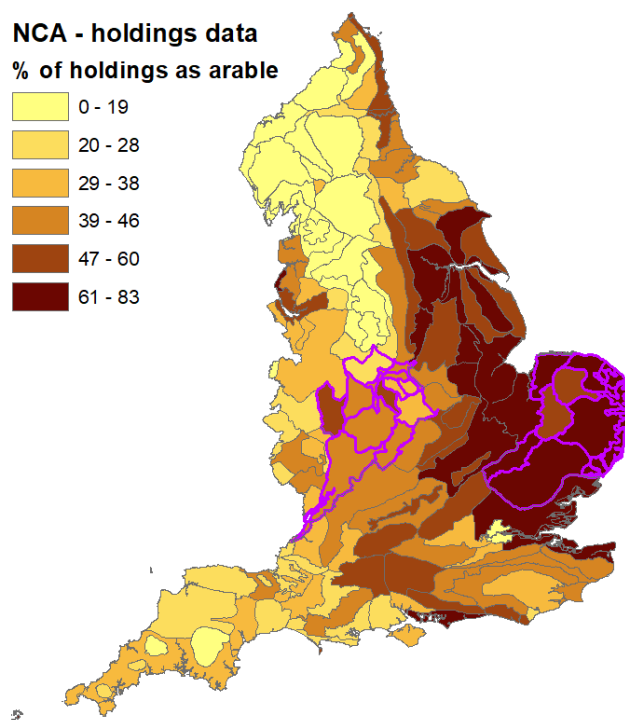 NCA - holdings data
% of holdings as arable
0 - 19
20 - 28
29 - 38
39 - 46
47 - 60
61 - 83